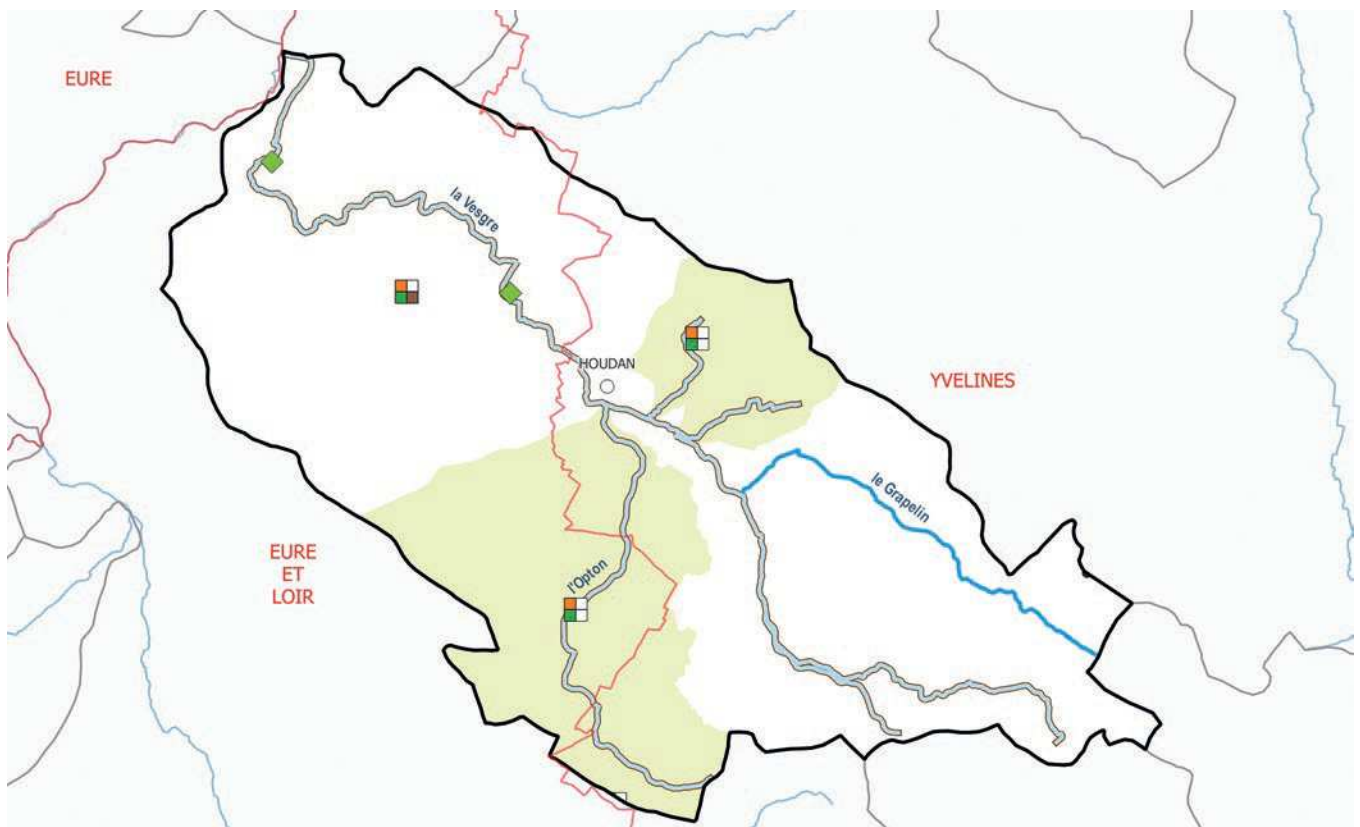 EURE
la Vesgre
HOUDAN
YVELINES
le Grapelin
EURE
ET
LOIR
l'Opton